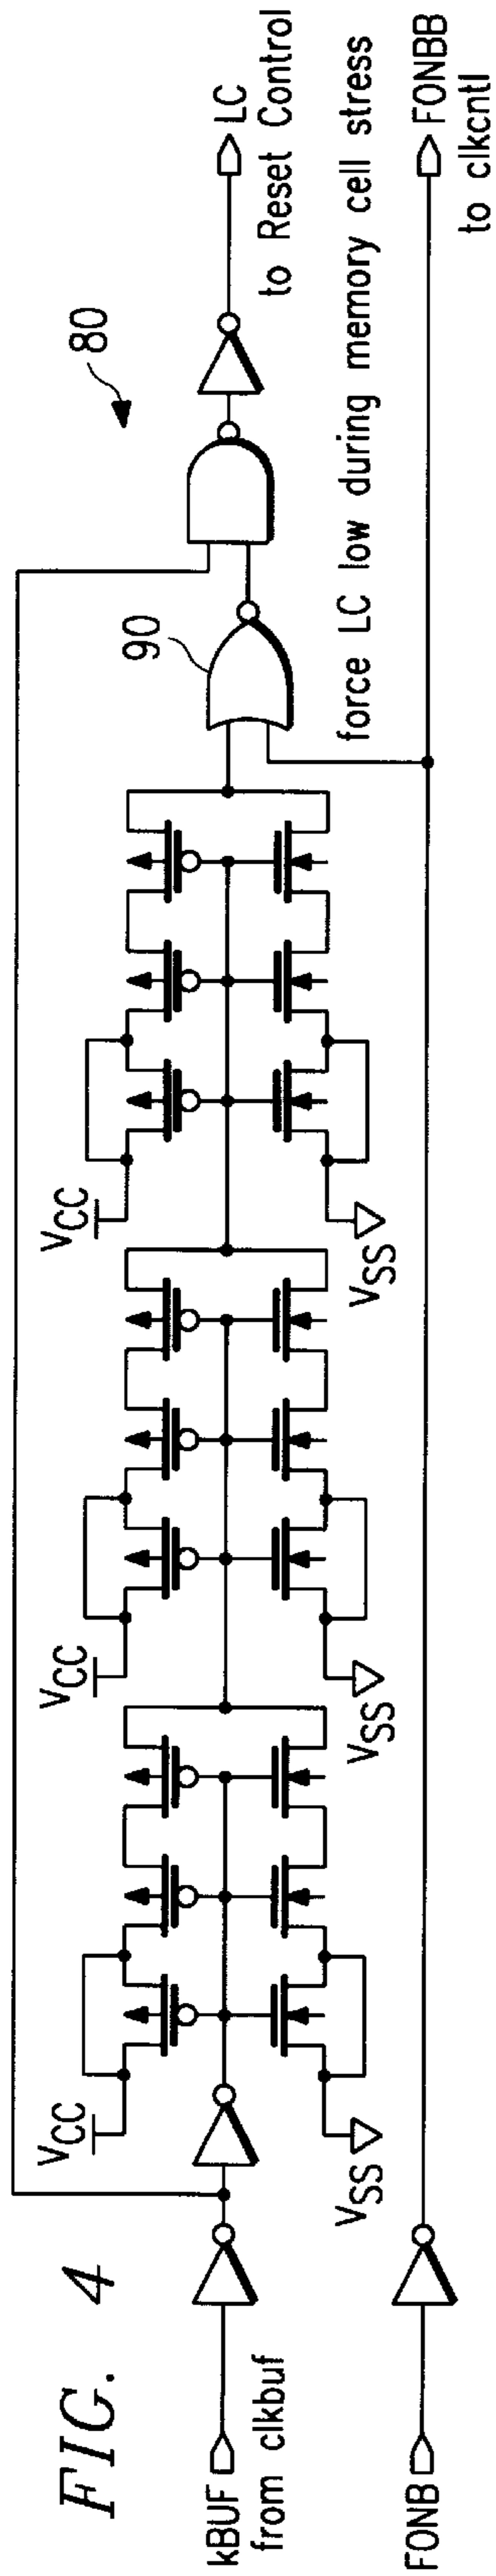 FIG. 4
80
kBUF
from clkbuf
VCC
VSS
VCC
VSS
VCC
VSS
90
LC
to Reset Control
force LC low during memory cell stress
FONB
FONBB
to clkcntl